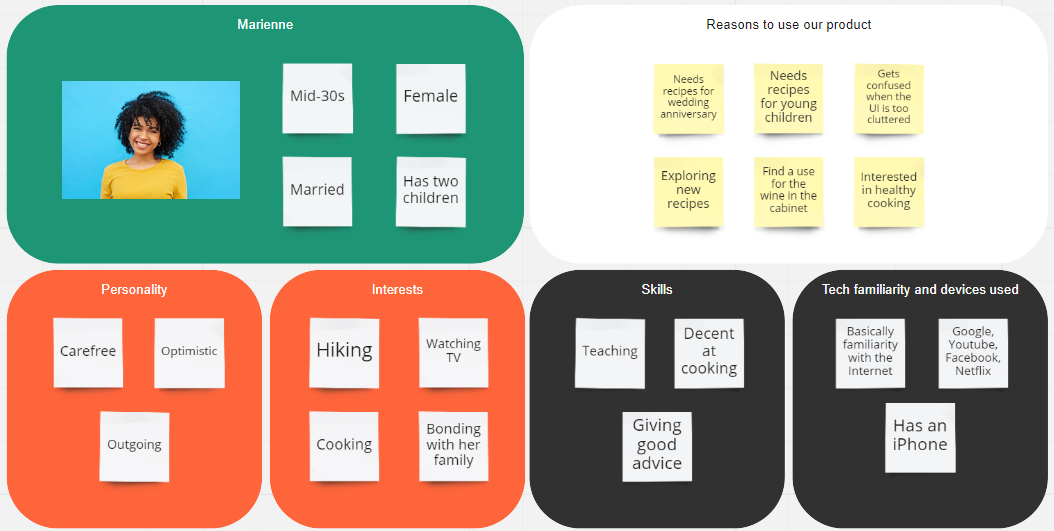 Marienne
Mid-30s
Female
Married
Has two
children
Reasons to use our product
Needs
recipes for
wedding
anniversary
Needs
recipes
for young
children
Gets
confused
when the
UI is too
cluttered
Exploring
new
recipes
Find a use
for the
wine in the
cabinet
Interested
in healthy
cooking
Personality
Carefree
Optimistic
Outgoing
Interests
Hiking
Watching
TV
Cooking
Bonding
with her
family
Skills
Teaching
Decent
at
cooking
Giving
good
advice
Tech familiarity and devices used
Basically
familiarity
with the
Internet
Google,
Youtube,
Facebook,
Netflix
Has an
iPhone